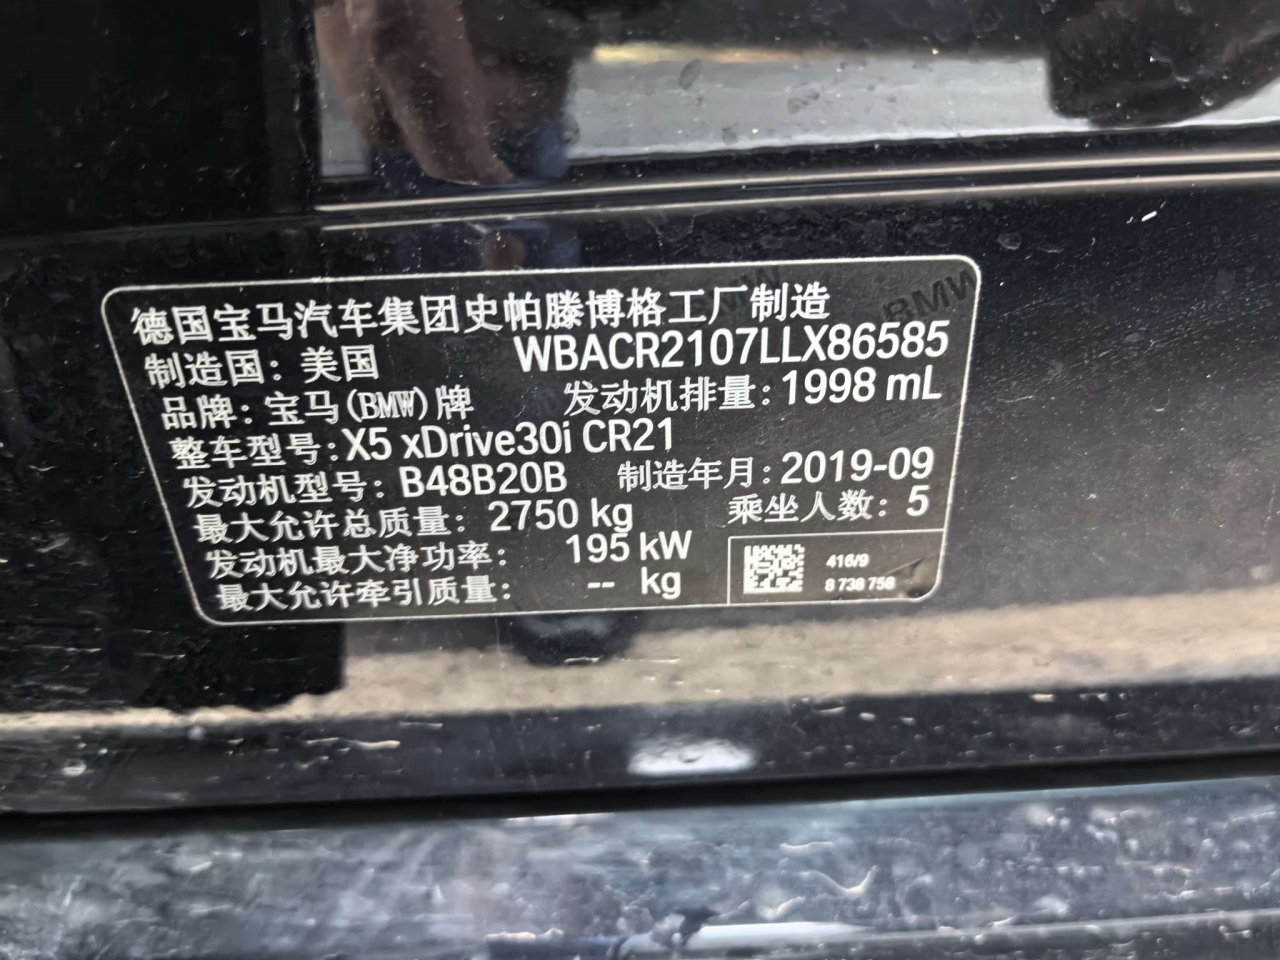 德国宝马汽车集团史帕滕博格工厂制造
制造国：美国 WBACR2107LLX86585
品牌：宝马(BMW)牌 发动机排量：1998 mL
整车型号：X5 xDrive30i CR21
发动机型号：B48B20B 制造年月：2019-09
最大允许总质量：2750 kg 乘坐人数：5
发动机最大净功率：195 kW
最大允许牵引质量：-- kg
416/9
8 738 758
BMW